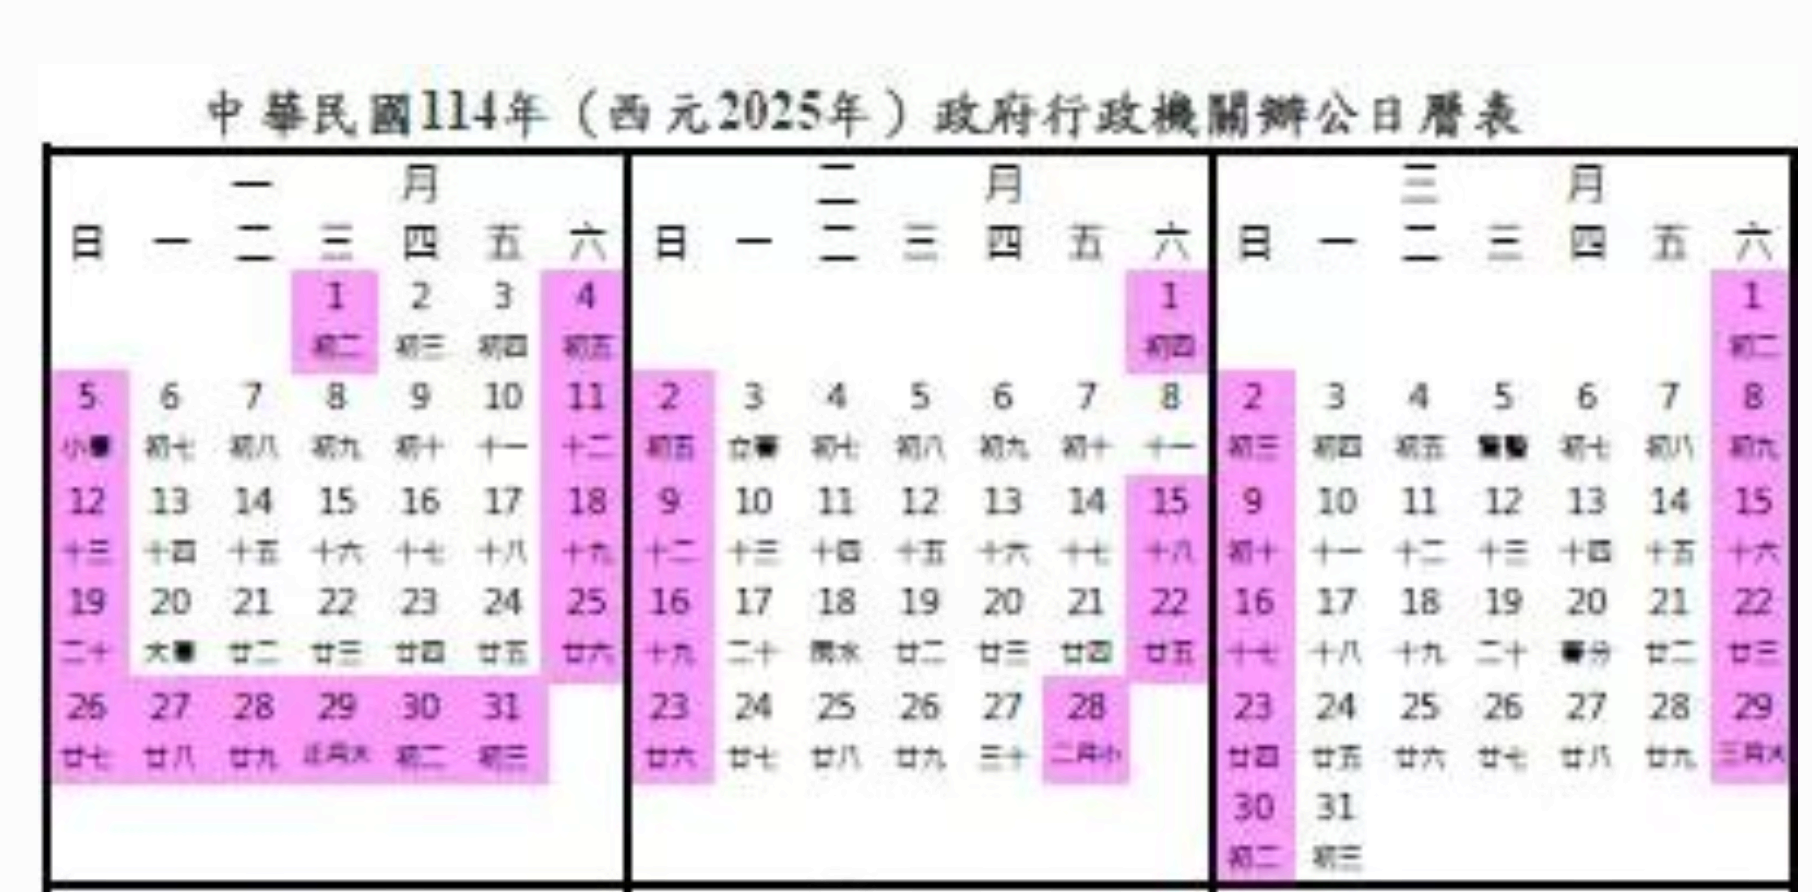 中華民國114年（西元2025年）政府行政機關辦公日曆表
一 月 二 月 三 月
日 一 二 三 四 五 六 日 一 二 三 四 五 六 日 一 二 三 四 五 六
1 2 3 4 1 1
初二 初三 初四 初五 初四 初二
5 6 7 8 9 10 11 2 3 4 5 6 7 8 2 3 4 5 6 7 8
小寒 初七 初八 初九 初十 十一 十二 初五 立春 初七 初八 初九 初十 十一 初三 初四 初五 驚蟄 初七 初八 初九
12 13 14 15 16 17 18 9 10 11 12 13 14 15 9 10 11 12 13 14 15
十三 十四 十五 十六 十七 十八 十九 十二 十三 十四 十五 十六 十七 十八 初十 十一 十二 十三 十四 十五 十六
19 20 21 22 23 24 25 16 17 18 19 20 21 22 16 17 18 19 20 21 22
二十 大寒 廿二 廿三 廿四 廿五 廿六 十九 二十 雨水 廿二 廿三 廿四 廿五 十七 十八 十九 二十 春分 廿二 廿三
26 27 28 29 30 31 23 24 25 26 27 28 23 24 25 26 27 28 29
廿七 廿八 廿九 正月大 初二 初三 廿六 廿七 廿八 廿九 三十 二月小 廿四 廿五 廿六 廿七 廿八 廿九 三月大
30 31
初二 初三